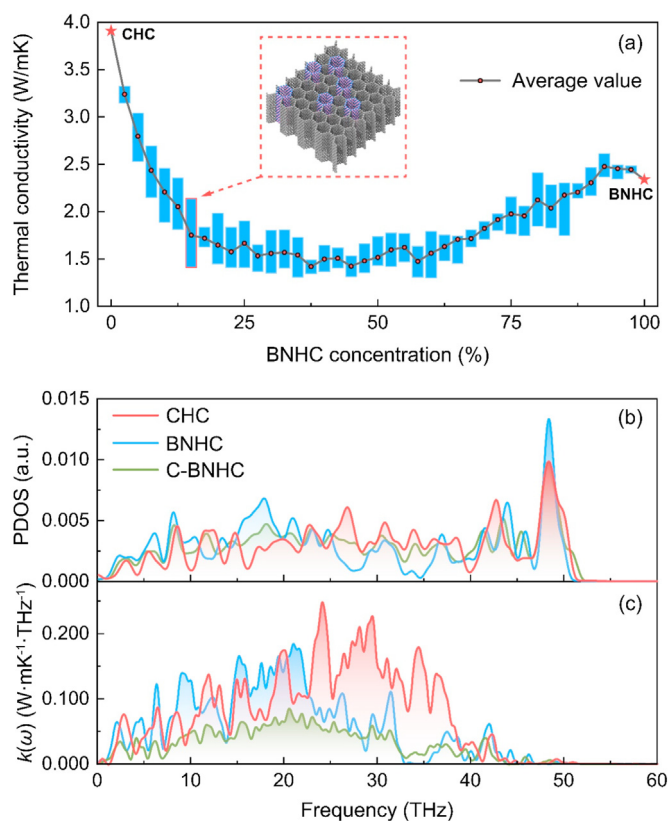 (a)
CHC
Average value
BNHC
Thermal conductivity (W/mK)
4.0
3.5
3.0
2.5
2.0
1.5
1.0
0
25
50
75
100
BNHC concentration (%)
(b)
CHC
BNHC
C-BNHC
PDOS (a.u.)
0.015
0.010
0.005
0.000
(c)
k(ω) (W·mK⁻¹·THz⁻¹)
0.200
0.100
0.000
0
10
20
30
40
50
60
Frequency (THz)